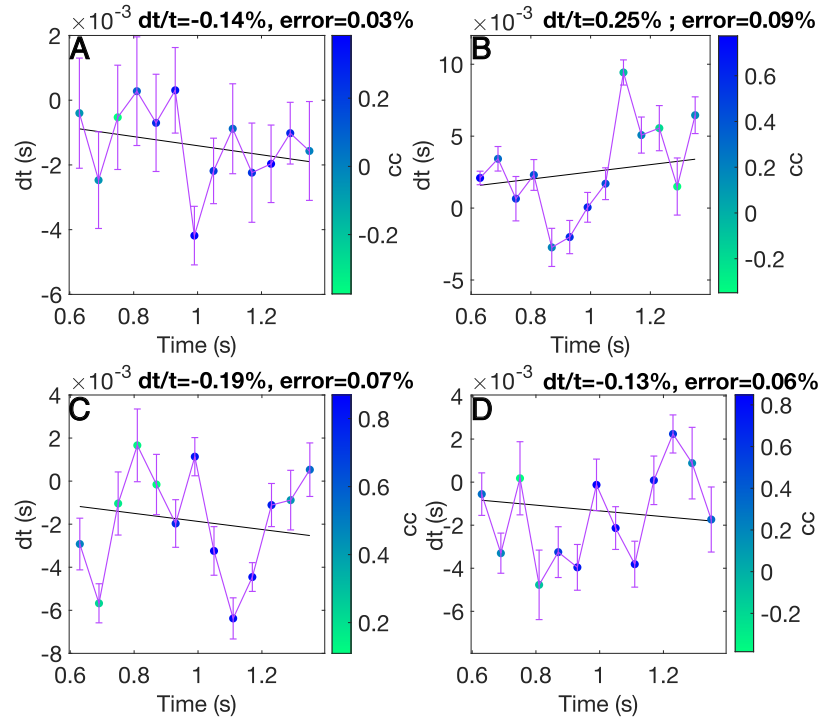 ×10⁻³ dt/t=-0.14%, error=0.03%
A
2
0
-2
-4
-6
dt (s)
0.6 0.8 1 1.2
Time (s)
0.2
0
-0.2
cc
×10⁻³ dt/t=0.25% ; error=0.09%
B
10
5
0
-5
dt (s)
0.6 0.8 1 1.2
Time (s)
0.6
0.4
0.2
0
-0.2
cc
×10⁻³ dt/t=-0.19%, error=0.07%
C
4
2
0
-2
-4
-6
-8
dt (s)
0.6 0.8 1 1.2
Time (s)
0.8
0.6
0.4
0.2
cc
×10⁻³ dt/t=-0.13%, error=0.06%
D
4
2
0
-2
-4
-6
dt (s)
0.6 0.8 1 1.2
Time (s)
0.8
0.6
0.4
0.2
0
-0.2
cc